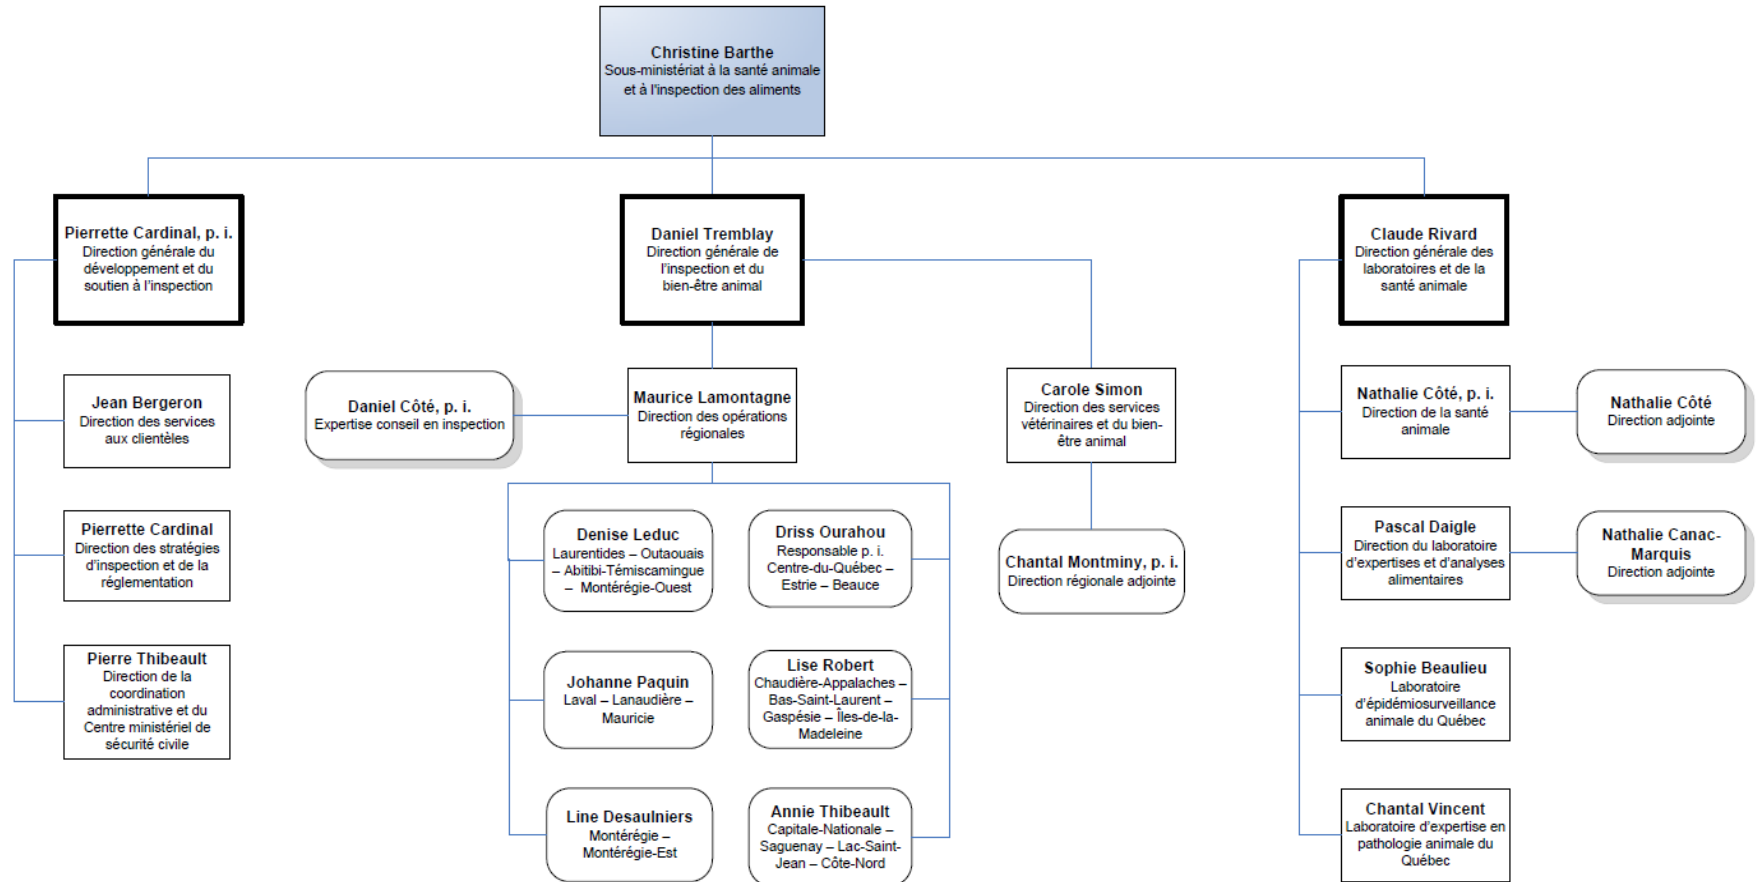 Christine Barthe
Sous-ministériat à la santé animale
et à l'inspection des aliments
Pierrette Cardinal, p. i.
Direction générale du
développement et du
soutien à l'inspection
Daniel Tremblay
Direction générale de
l'inspection et du
bien-être animal
Claude Rivard
Direction générale des
laboratoires et de la
santé animale
Jean Bergeron
Direction des services
aux clientèles
Daniel Côté, p. i.
Expertise conseil en inspection
Maurice Lamontagne
Direction des opérations
régionales
Carole Simon
Direction des services
vétérinaires et du bien-
être animal
Nathalie Côté, p. i.
Direction de la santé
animale
Nathalie Côté
Direction adjointe
Pierrette Cardinal
Direction des stratégies
d'inspection et de la
réglementation
Denise Leduc
Laurentides – Outaouais
– Abitibi-Témiscamingue
– Montérégie-Ouest
Driss Ourahou
Responsable p. i.
Centre-du-Québec –
Estrie – Beauce
Chantal Montminy, p. i.
Direction régionale adjointe
Pascal Daigle
Direction du laboratoire
d'expertises et d'analyses
alimentaires
Nathalie Canac-
Marquis
Direction adjointe
Pierre Thibeault
Direction de la
coordination
administrative et du
Centre ministériel de
sécurité civile
Johanne Paquin
Laval – Lanaudière –
Mauricie
Lise Robert
Chaudière-Appalaches –
Bas-Saint-Laurent –
Gaspésie – Îles-de-la-
Madeleine
Sophie Beaulieu
Laboratoire
d'épidémiosurveillance
animale du Québec
Line Desaulniers
Montérégie –
Montérégie-Est
Annie Thibeault
Capitale-Nationale –
Saguenay – Lac-Saint-
Jean – Côte-Nord
Chantal Vincent
Laboratoire d'expertise en
pathologie animale du
Québec